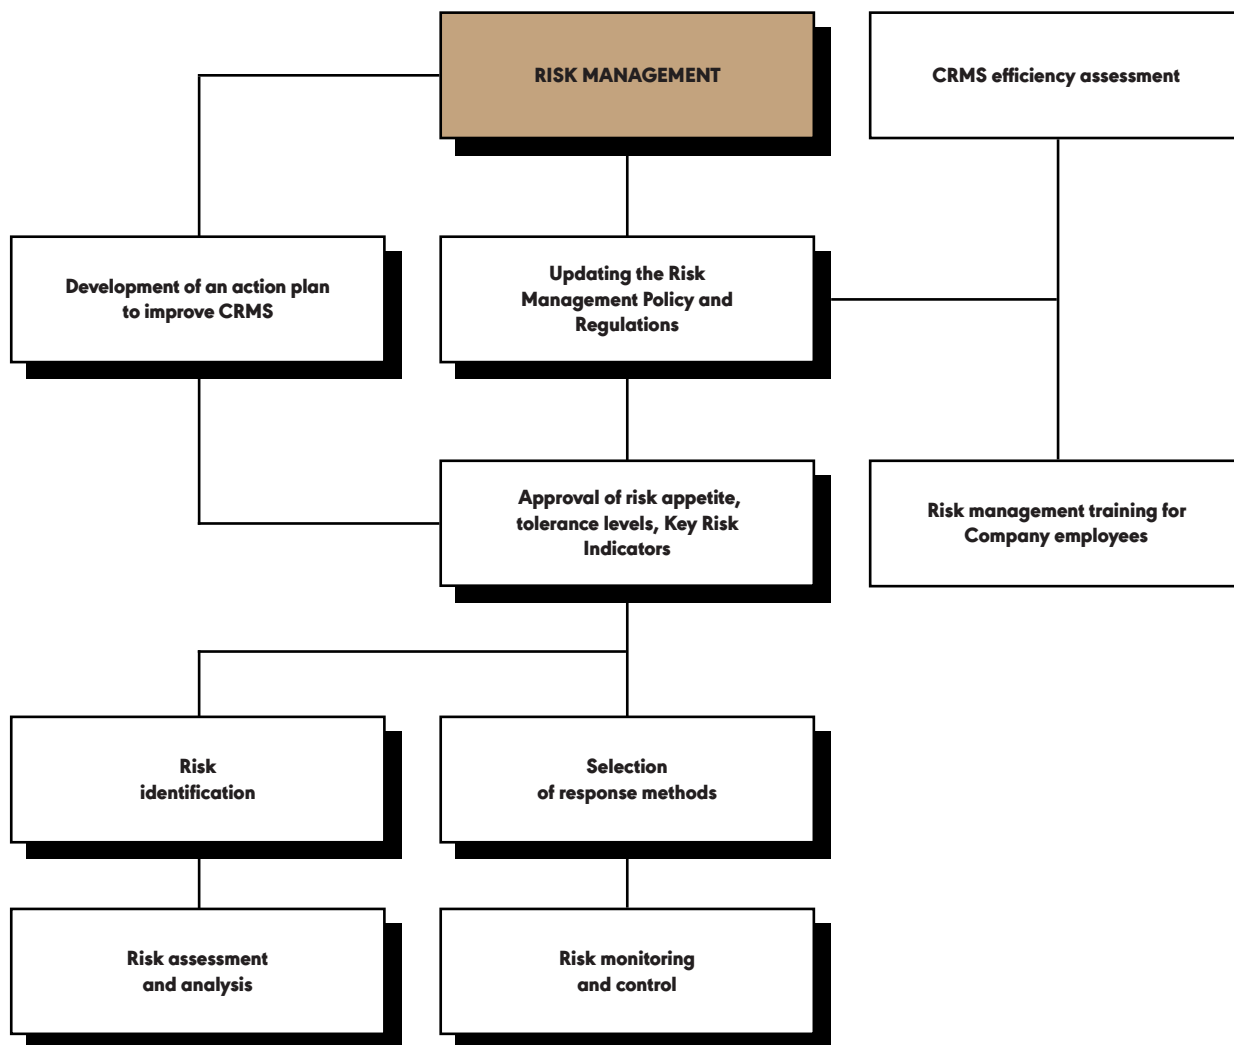 RISK MANAGEMENT
CRMS efficiency assessment
Development of an action plan
to improve CRMS
Updating the Risk
Management Policy and
Regulations
Approval of risk appetite,
tolerance levels, Key Risk
Indicators
Risk management training for
Company employees
Risk
identification
Selection
of response methods
Risk assessment
and analysis
Risk monitoring
and control